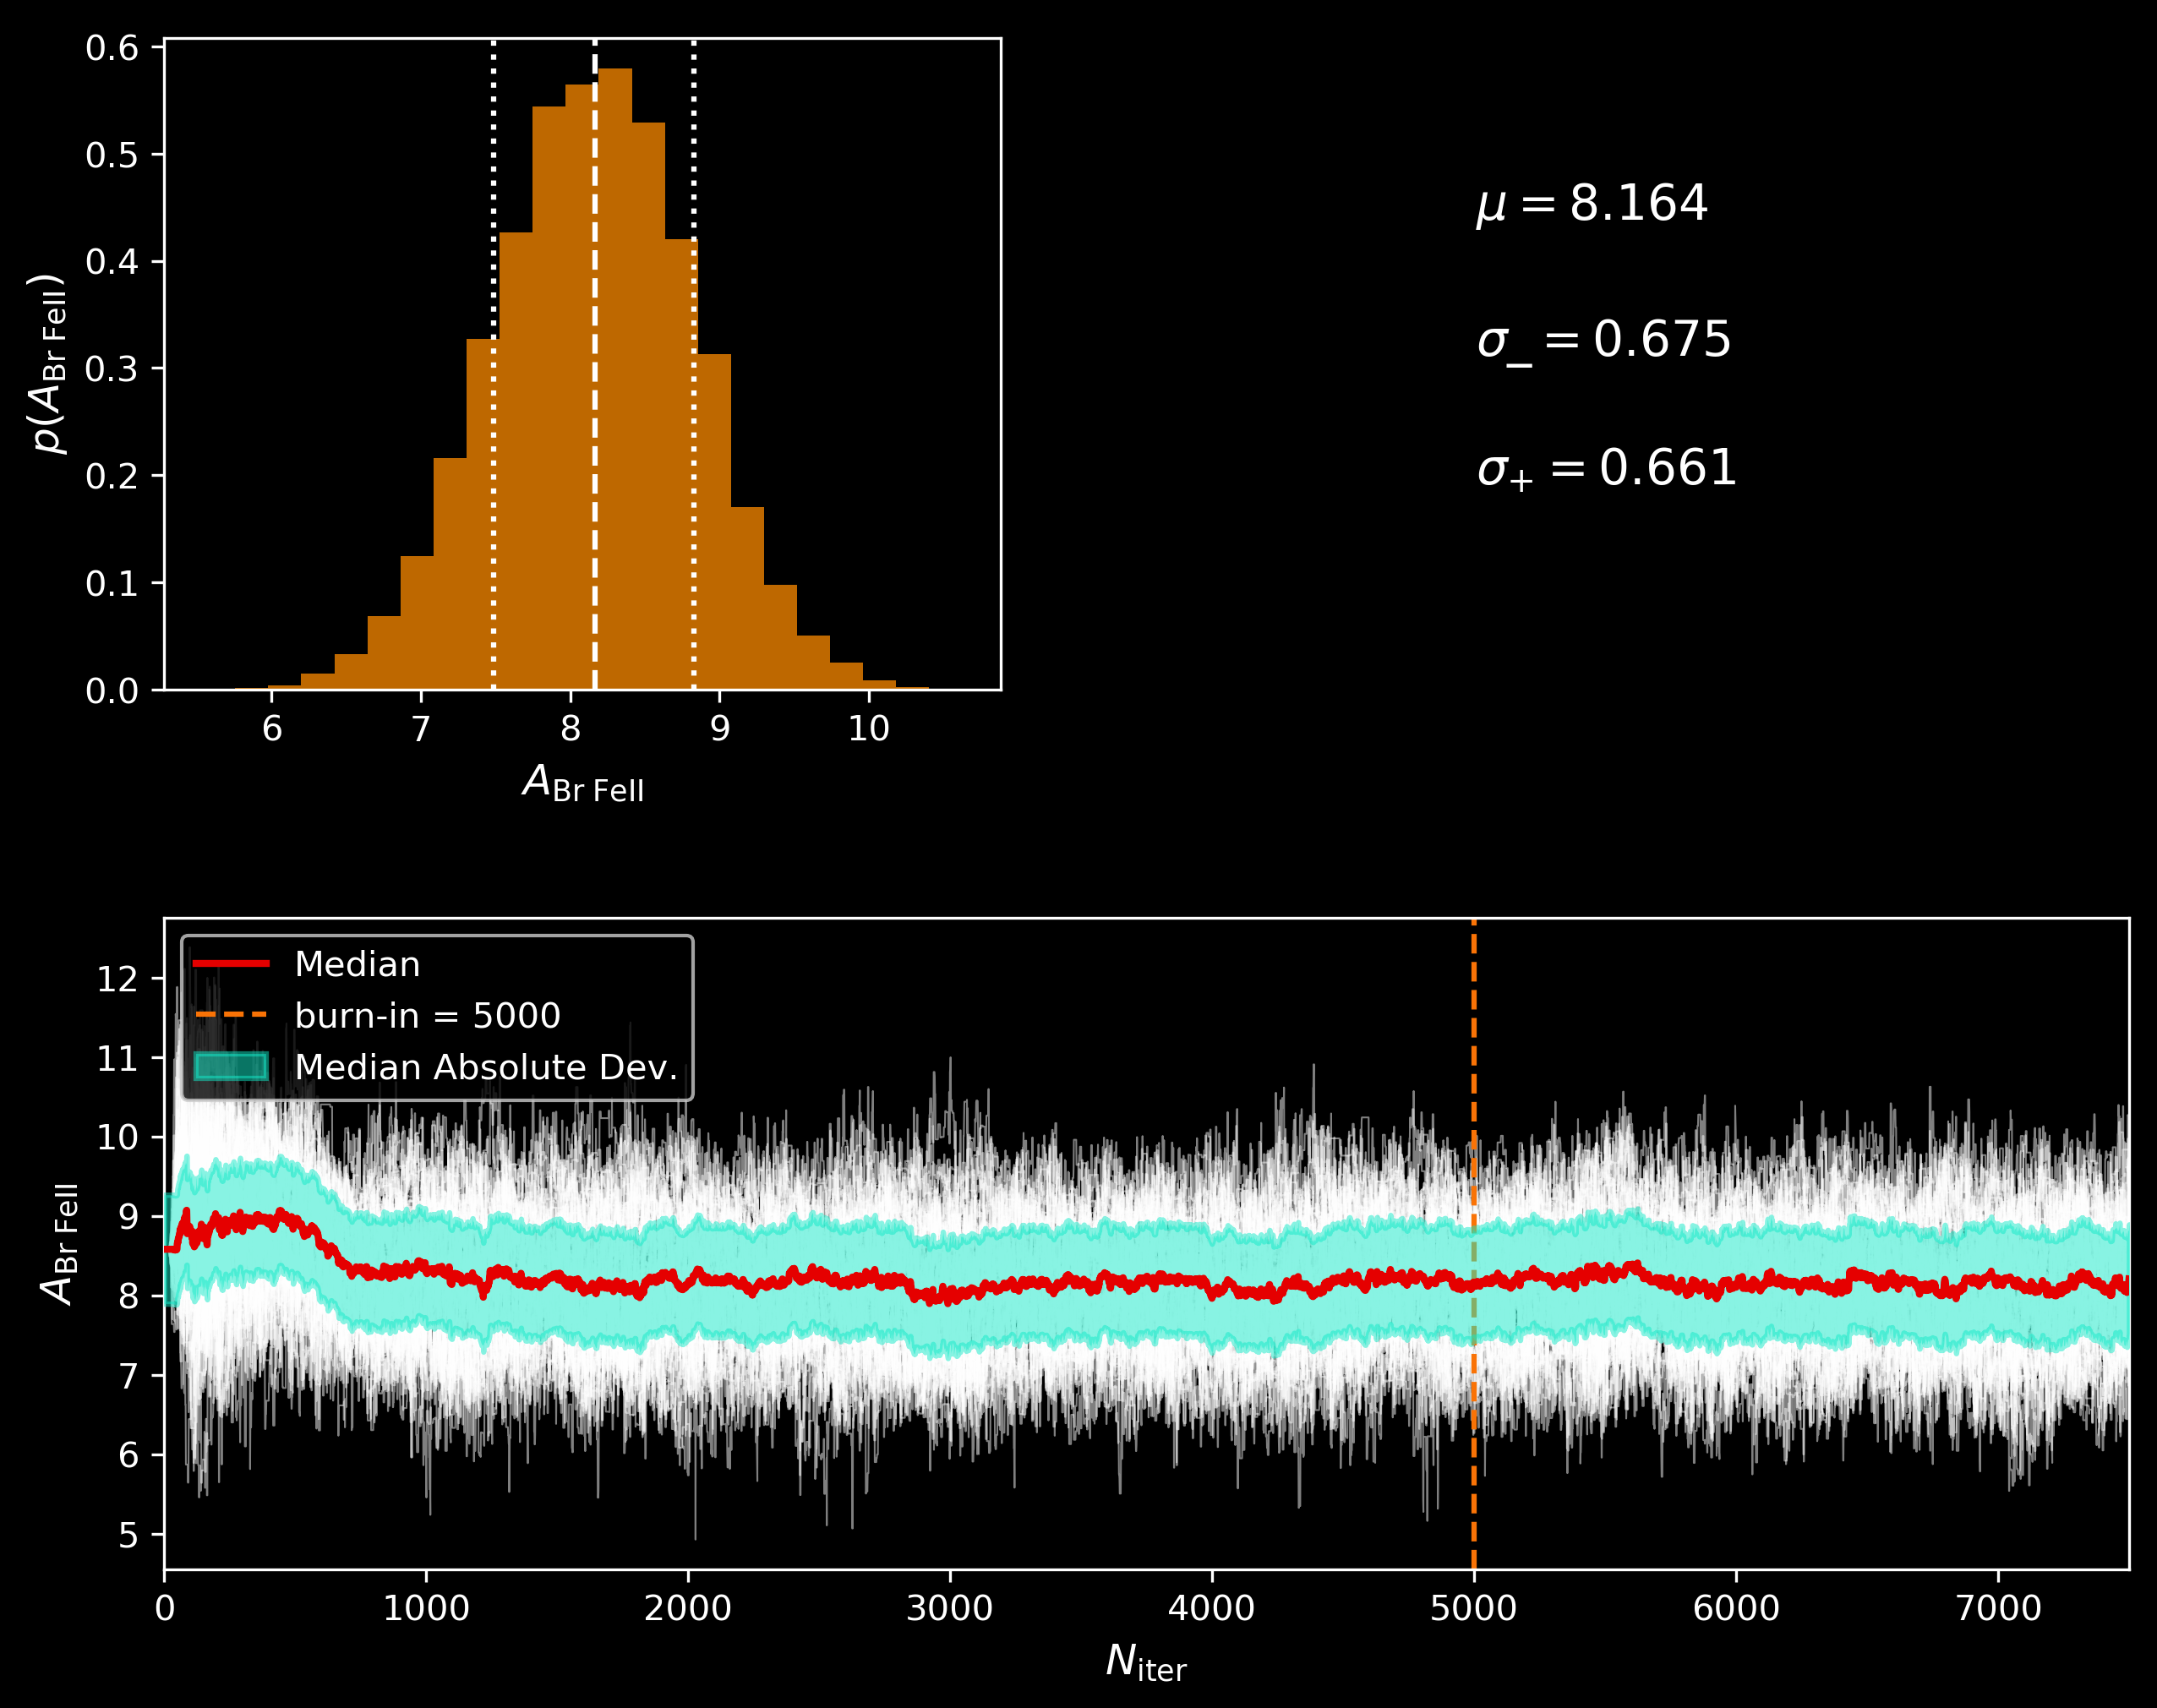 0.6
0.5
0.4
0.3
0.2
0.1
0.0
p(A_Br FeII)
6 7 8 9 10
A_Br FeII
μ = 8.164
σ_− = 0.675
σ_+ = 0.661
Median
burn-in = 5000
Median Absolute Dev.
12
11
10
9
8
7
6
5
A_Br FeII
0 1000 2000 3000 4000 5000 6000 7000
N_iter